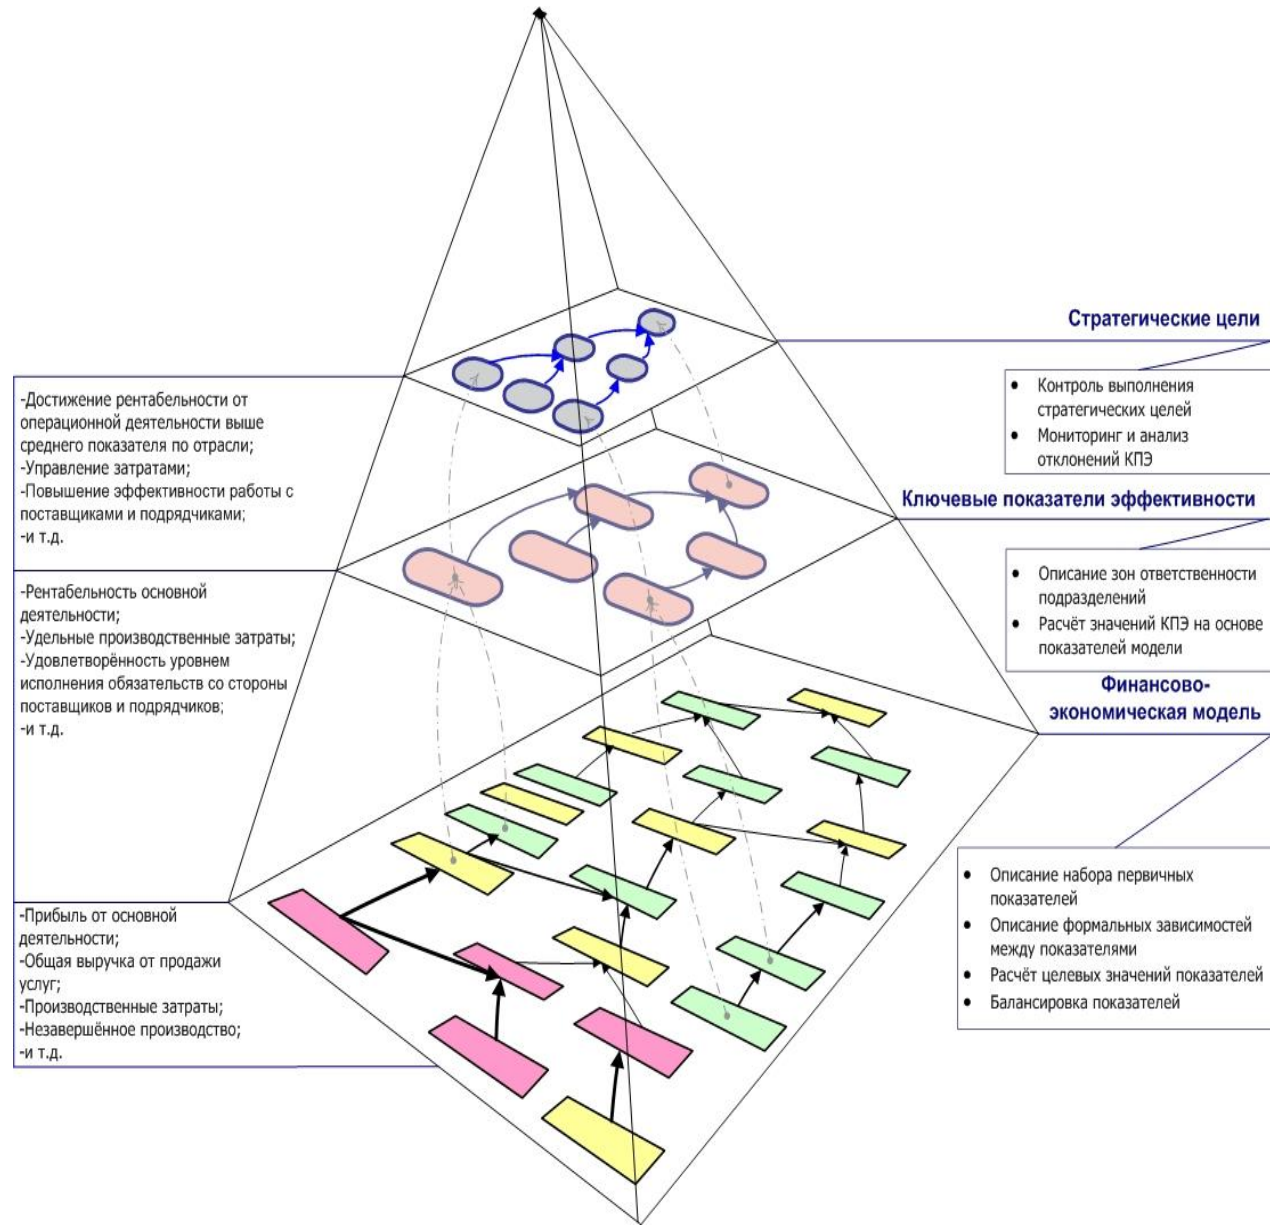 Стратегические цели
-Достижение рентабельности от
операционной деятельности выше
среднего показателя по отрасли;
-Управление затратами;
-Повышение эффективности работы с
поставщиками и подрядчиками;
-и т.д.
• Контроль выполнения
стратегических целей
• Мониторинг и анализ
отклонений КПЭ
Ключевые показатели эффективности
-Рентабельность основной
деятельности;
-Удельные производственные затраты;
-Удовлетворённость уровнем
исполнения обязательств со стороны
поставщиков и подрядчиков;
-и т.д.
• Описание зон ответственности
подразделений
• Расчёт значений КПЭ на основе
показателей модели
Финансово-
экономическая модель
-Прибыль от основной
деятельности;
-Общая выручка от продажи
услуг;
-Производственные затраты;
-Незавершённое производство;
-и т.д.
• Описание набора первичных
показателей
• Описание формальных зависимостей
между показателями
• Расчёт целевых значений показателей
• Балансировка показателей